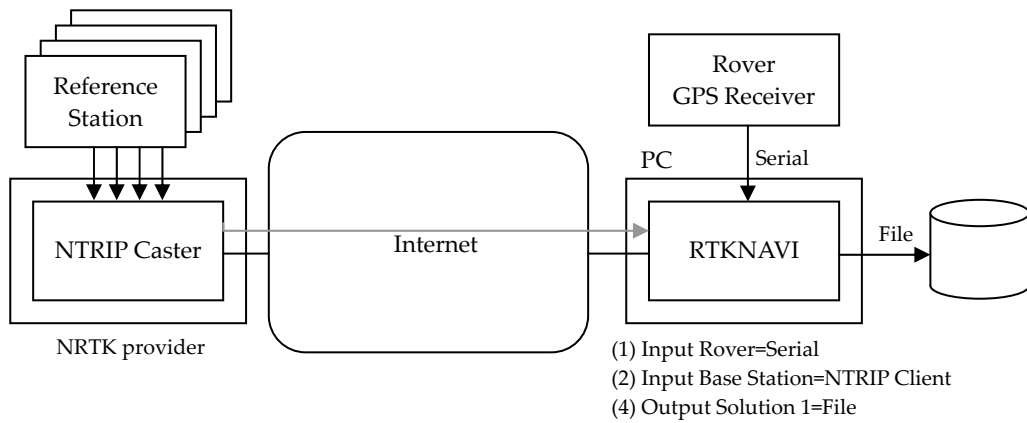 Reference
Station
Rover
GPS Receiver
PC
Serial
NTRIP Caster
Internet
RTKNAVI
File
NRTK provider
(1) Input Rover=Serial
(2) Input Base Station=NTRIP Client
(4) Output Solution 1=File